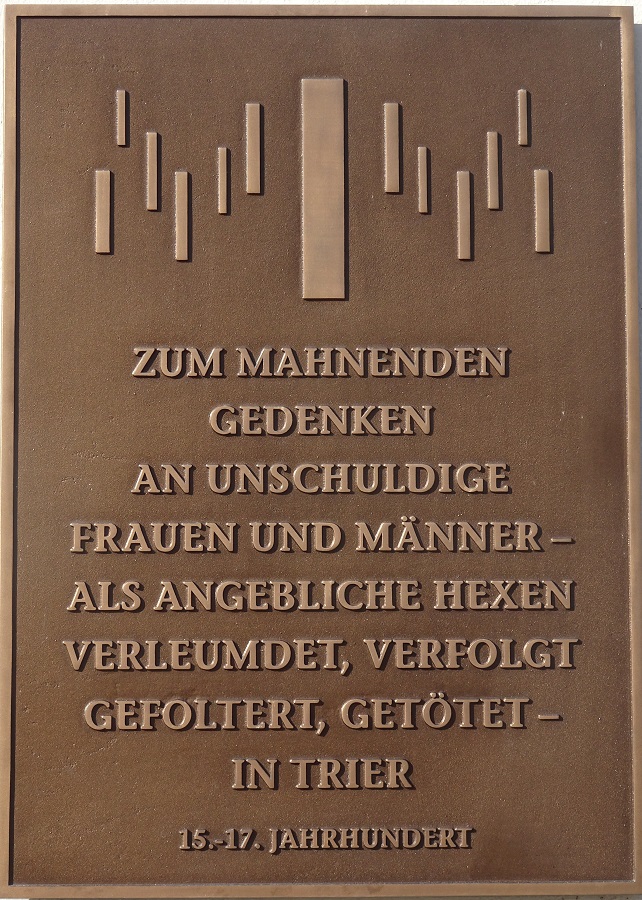 ZUM MAHNENDEN
GEDENKEN
AN UNSCHULDIGE
FRAUEN UND MÄNNER –
ALS ANGEBLICHE HEXEN
VERLEUMDET, VERFOLGT
GEFOLTERT, GETÖTET –
IN TRIER
15.-17. JAHRHUNDERT